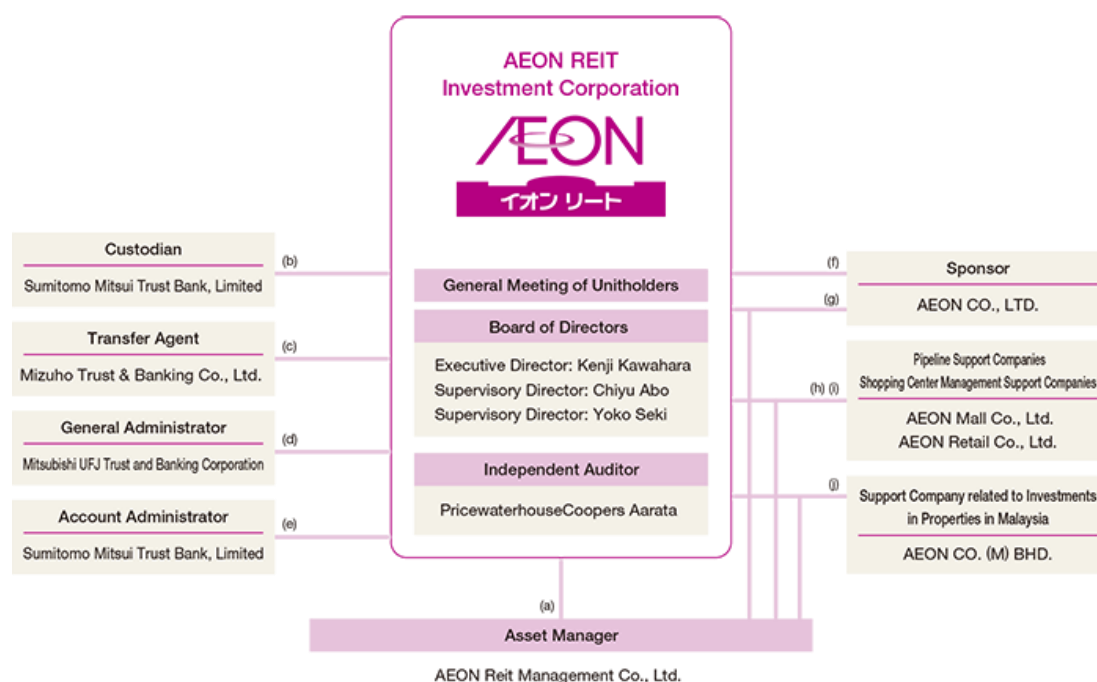 AEON REIT
Investment Corporation
ÆON
イオン リート
General Meeting of Unitholders
Board of Directors
Executive Director: Kenji Kawahara
Supervisory Director: Chiyu Abo
Supervisory Director: Yoko Seki
Independent Auditor
PricewaterhouseCoopers Aarata
Custodian
Sumitomo Mitsui Trust Bank, Limited
(b)
Transfer Agent
Mizuho Trust & Banking Co., Ltd.
(c)
General Administrator
Mitsubishi UFJ Trust and Banking Corporation
(d)
Account Administrator
Sumitomo Mitsui Trust Bank, Limited
(e)
(f)
Sponsor
(g)
AEON CO., LTD.
Pipeline Support Companies
Shopping Center Management Support Companies
(h) (i)
AEON Mall Co., Ltd.
AEON Retail Co., Ltd.
(j)
Support Company related to Investments
in Properties in Malaysia
AEON CO. (M) BHD.
(a)
Asset Manager
AEON Reit Management Co., Ltd.